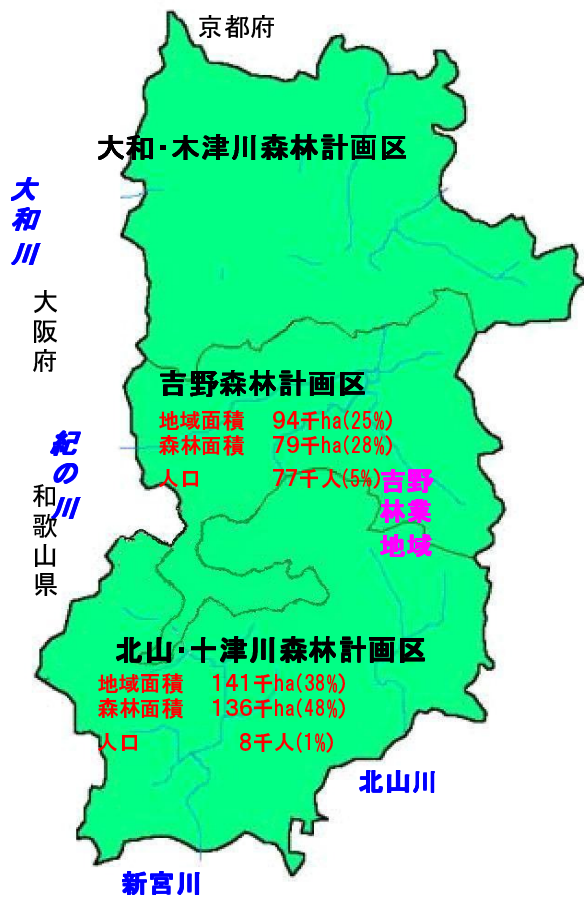 京都府
大和・木津川森林計画区
大和川
大阪府
吉野森林計画区
地域面積 94千ha(25%)
森林面積 79千ha(28%)
人口 77千人(5%)
吉野
林業
地域
紀の川
和歌山県
北山・十津川森林計画区
地域面積 141千ha(38%)
森林面積 136千ha(48%)
人口 8千人(1%)
北山川
新宮川